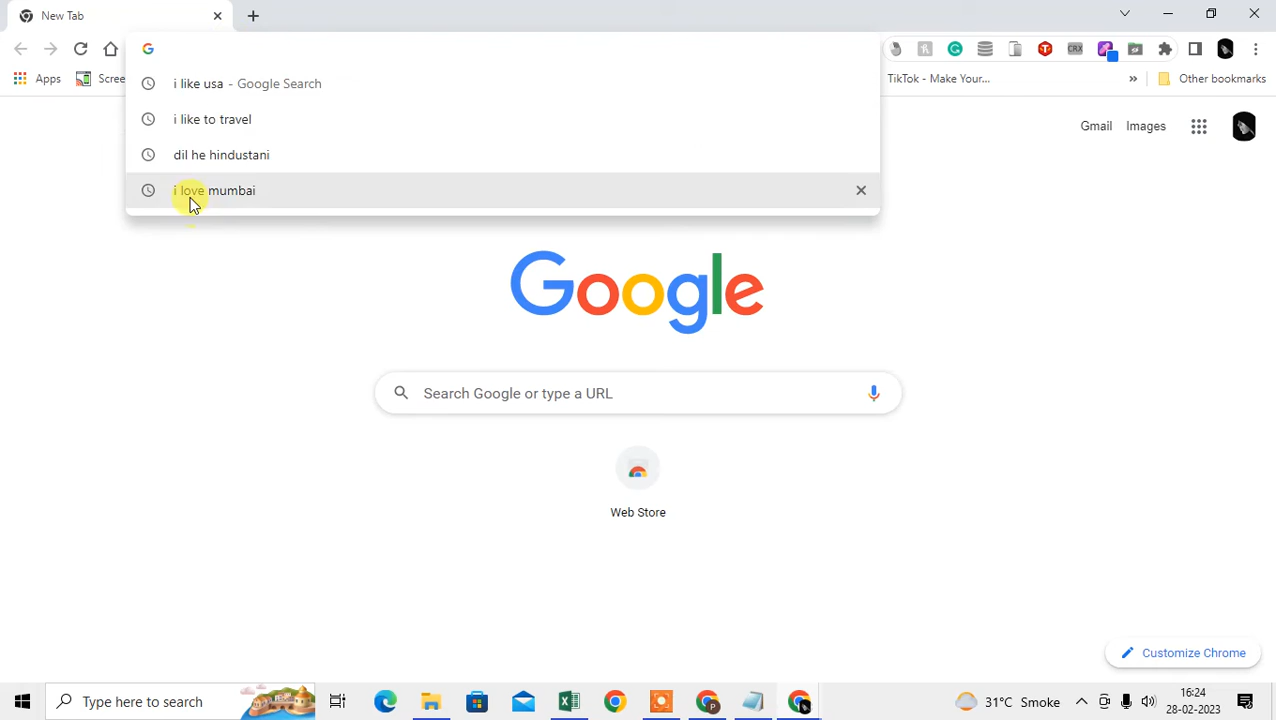 New Tab
i like usa - Google Search
i like to travel
dil he hindustani
i love mumbai
Apps
Scree
TikTok - Make Your...
Other bookmarks
CRX
Gmail
Images
Google
Search Google or type a URL
Web Store
Customize Chrome
Type here to search
31°C Smoke
16:24
28-02-2023